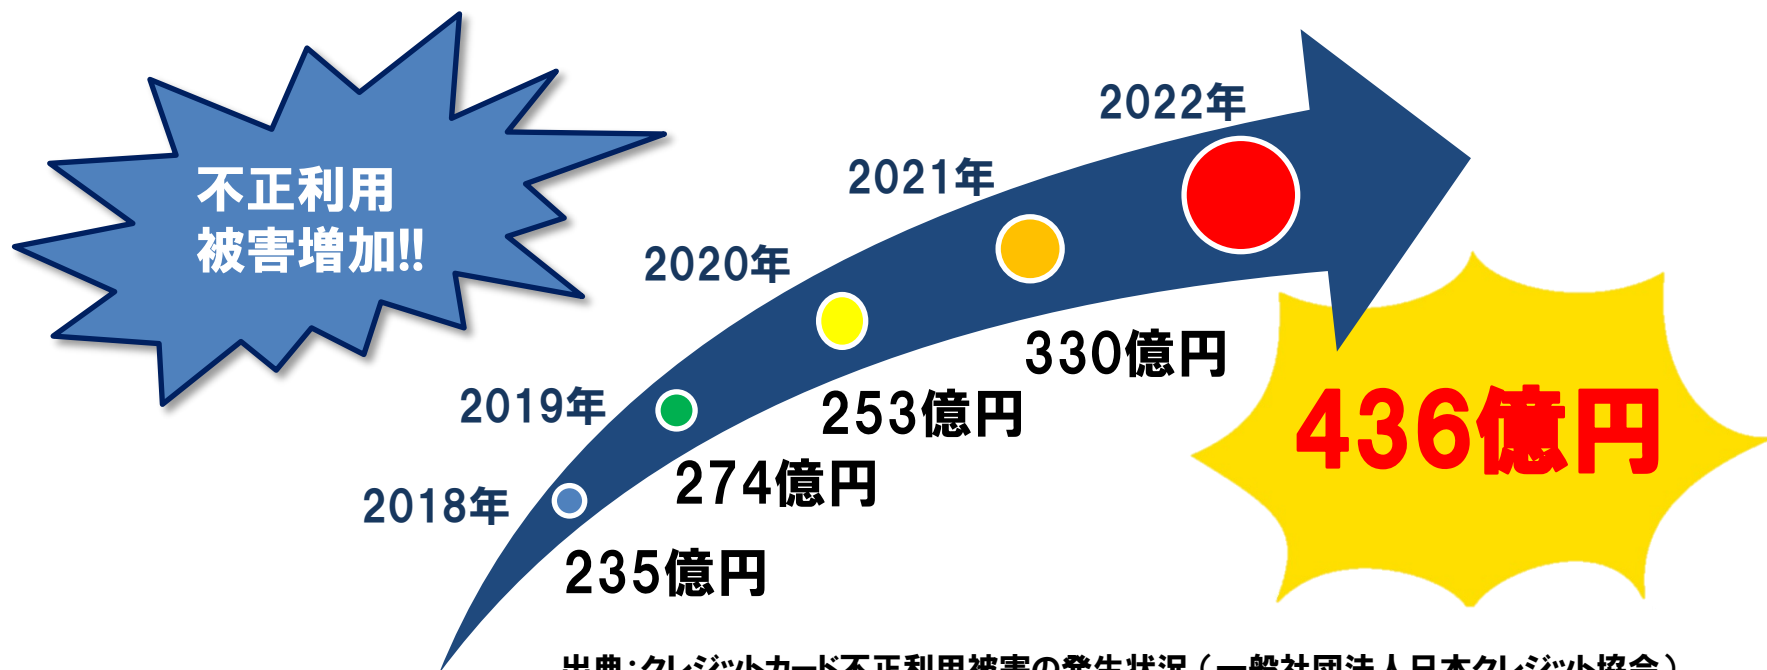 不正利用
被害増加!!
2022年
2021年
2020年
2019年
2018年
436億円
330億円
253億円
274億円
235億円
出典：クレジットカード不正利用被害の発生状況（一般社団法人日本クレジット協会）